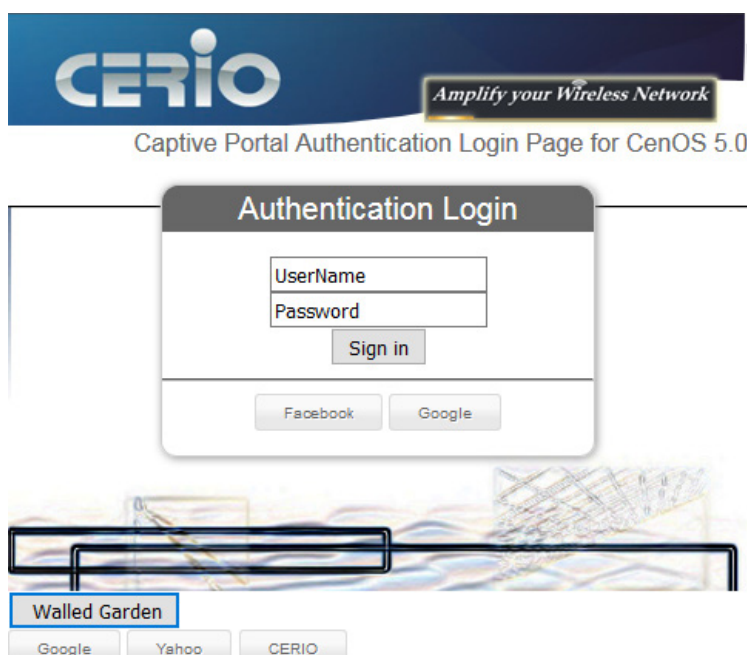 CERIO
Amplify your Wireless Network
Captive Portal Authentication Login Page for CenOS 5.0
Authentication Login
UserName
Password
Sign in
Facebook Google
Walled Garden
Google Yahoo CERIO